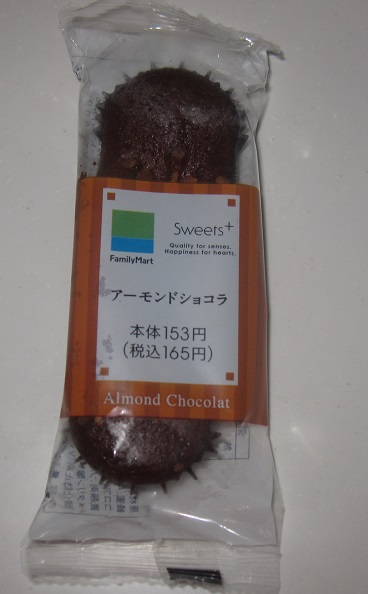 Sweets+
Quality for senses.
Happiness for hearts.
FamilyMart
アーモンドショコラ
本体153円
(税込165円)
Almond Chocolat